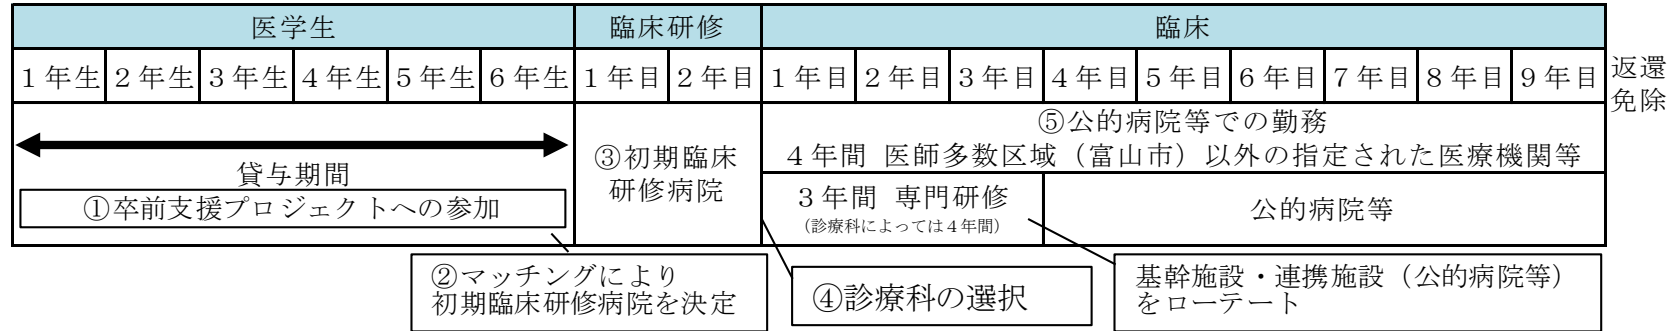 医学生 臨床研修 臨床
１年生 ２年生 ３年生 ４年生 ５年生 ６年生 １年目 ２年目 １年目 ２年目 ３年目 ４年目 ５年目 ６年目 ７年目 ８年目 ９年目
返還
免除
貸与期間
①卒前支援プロジェクトへの参加
③初期臨床
研修病院
⑤公的病院等での勤務
４年間 医師多数区域（富山市）以外の指定された医療機関等
３年間 専門研修
（診療科によっては４年間）
公的病院等
②マッチングにより
初期臨床研修病院を決定
④診療科の選択
基幹施設・連携施設（公的病院等）
をローテート